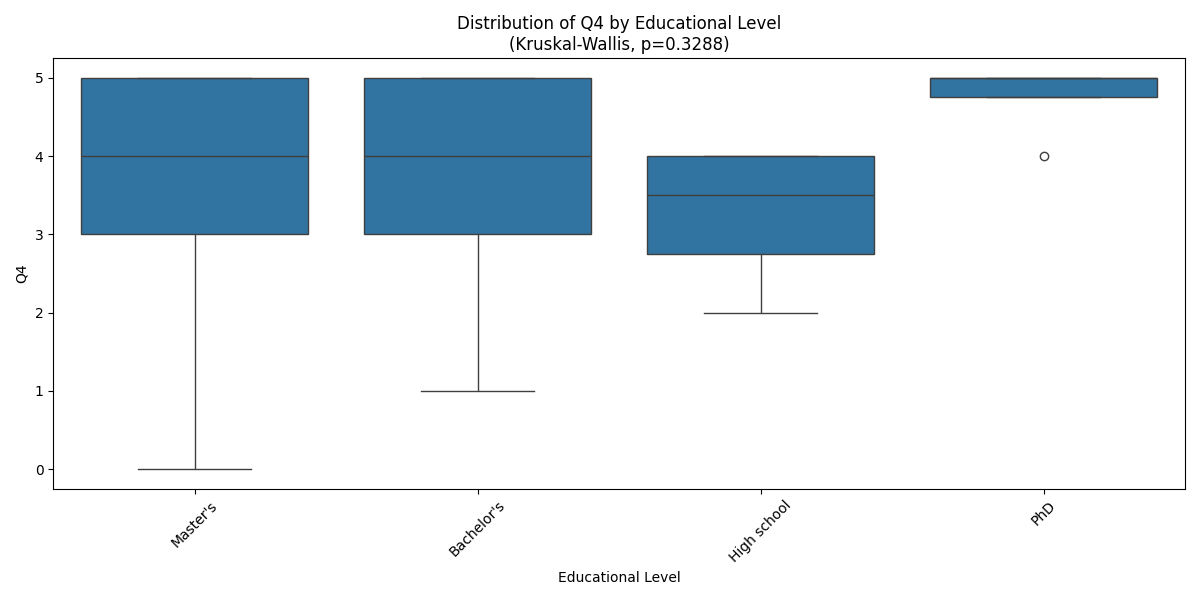 Distribution of Q4 by Educational Level
(Kruskal-Wallis, p=0.3288)
Q4
5
4
3
2
1
0
Master's
Bachelor's
High school
PhD
Educational Level